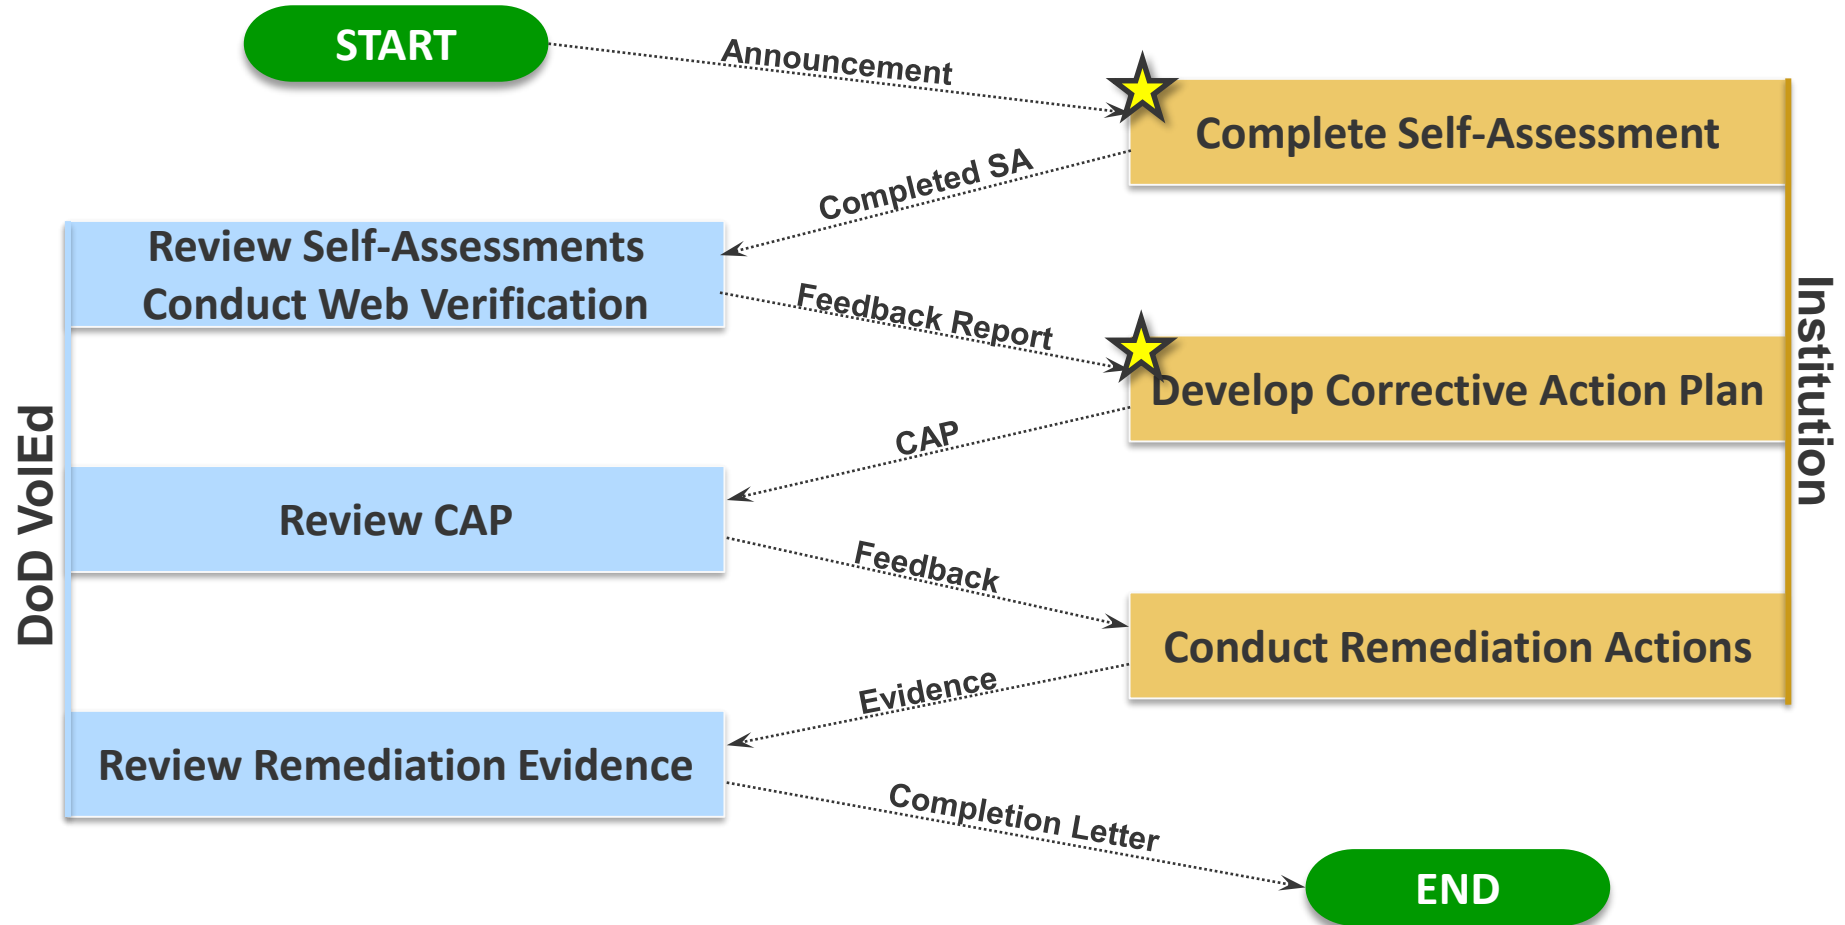 START
Announcement
Complete Self-Assessment
Completed SA
Review Self-Assessments
Conduct Web Verification
Feedback Report
Develop Corrective Action Plan
CAP
Review CAP
Feedback
Conduct Remediation Actions
Evidence
Review Remediation Evidence
Completion Letter
END
DoD VolEd
Institution